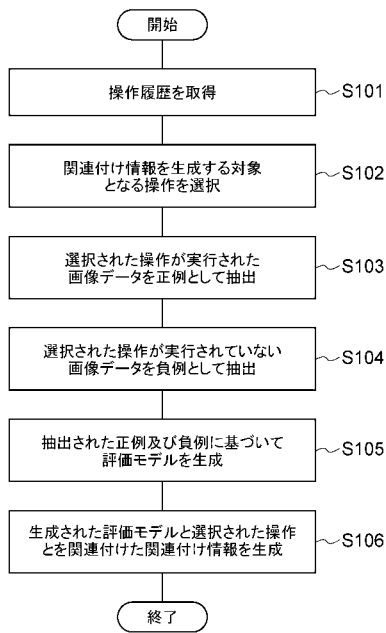 開始
操作履歴を取得
S101
関連付け情報を生成する対象
となる操作を選択
S102
選択された操作が実行された
画像データを正例として抽出
S103
選択された操作が実行されていない
画像データを負例として抽出
S104
抽出された正例及び負例に基づいて
評価モデルを生成
S105
生成された評価モデルと選択された操作
とを関連付けた関連付け情報を生成
S106
終了